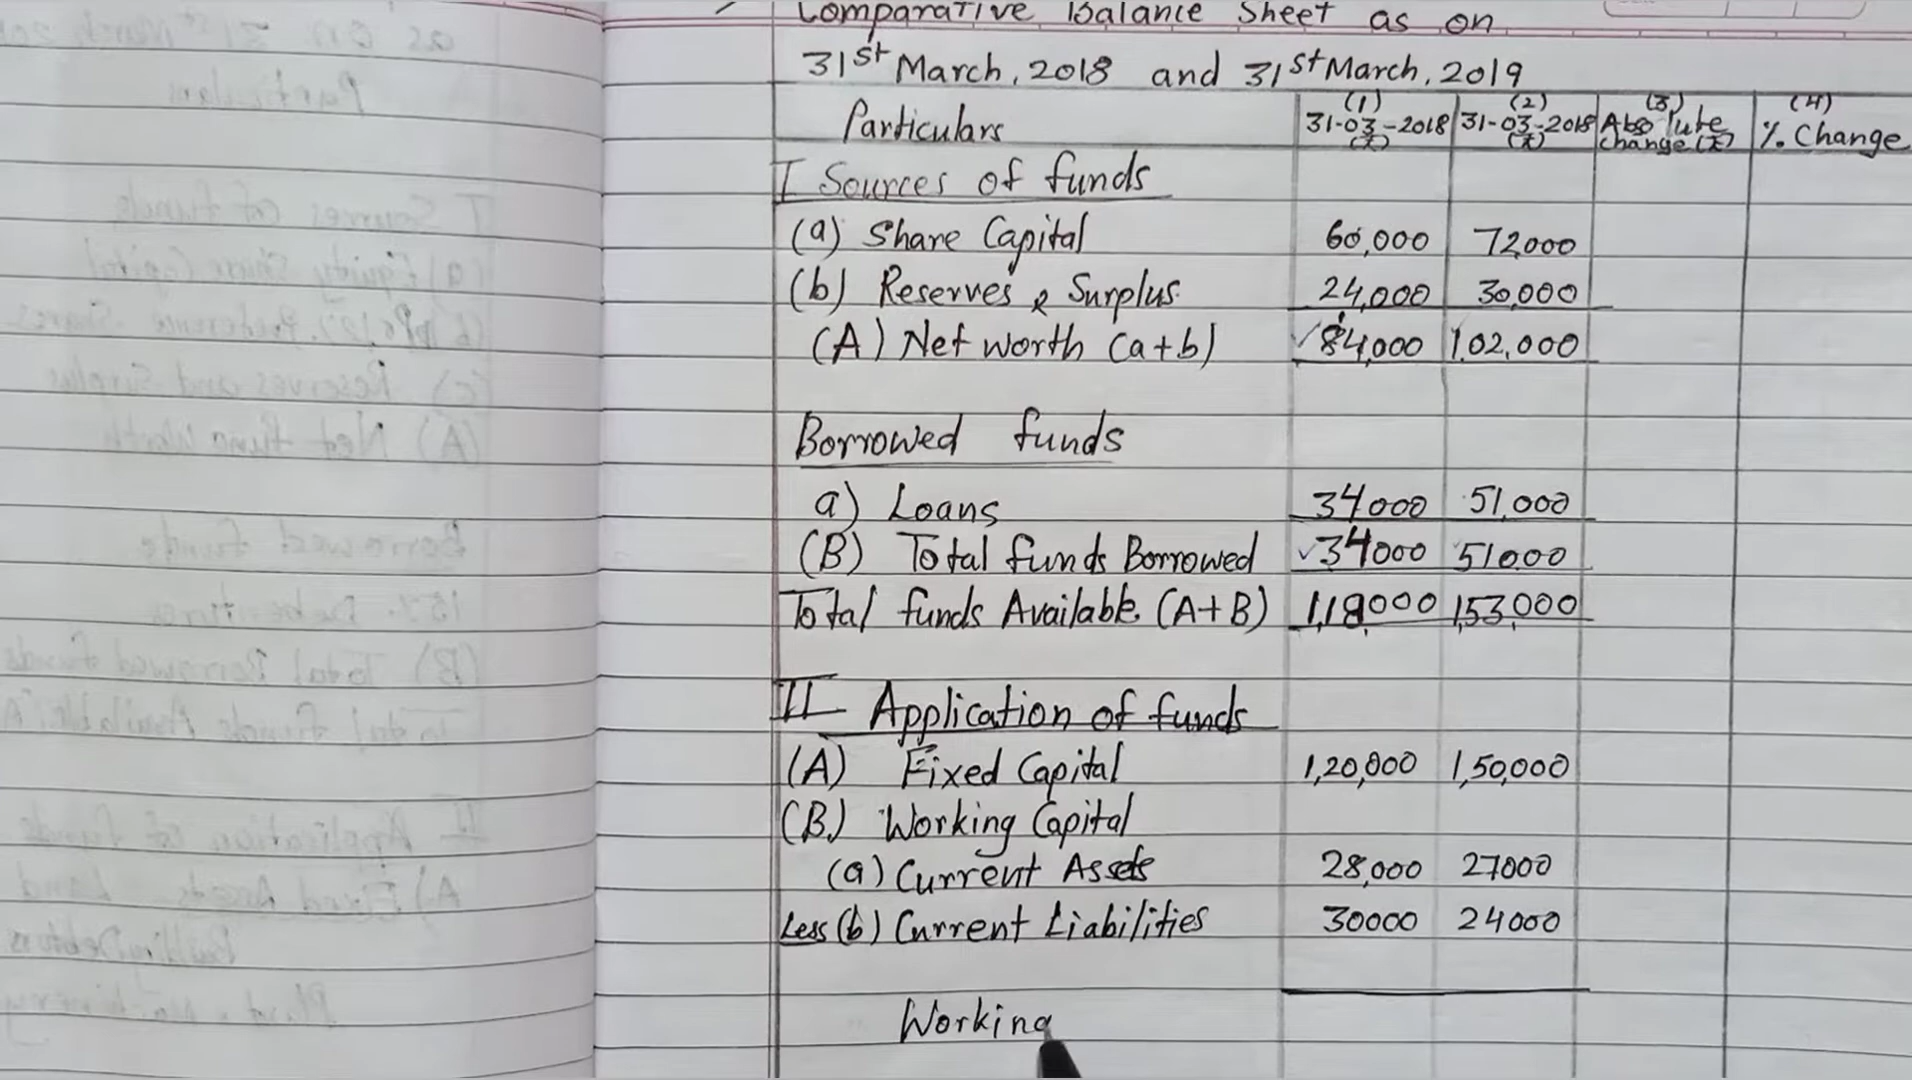 Comparative Balance Sheet as on
31st March, 2018 and 31st March, 2019
Particulars (1) 31-03-2018 (₹) (2) 31-03-2018 (₹) (3) Absolute change (₹) (4) % Change
I Sources of funds
(a) Share Capital 60,000 72000
(b) Reserves & Surplus 24,000 30,000
(A) Net worth (a+b) 84,000 1,02,000
Borrowed funds
a) Loans 34000 51,000
(B) Total funds Borrowed 34000 51000
Total funds Available (A+B) 1,18000 1,53,000
II Application of funds
(A) Fixed Capital 1,20,000 1,50,000
(B) Working Capital
(a) Current Assets 28,000 27000
Less (b) Current Liabilities 30000 24000
Working